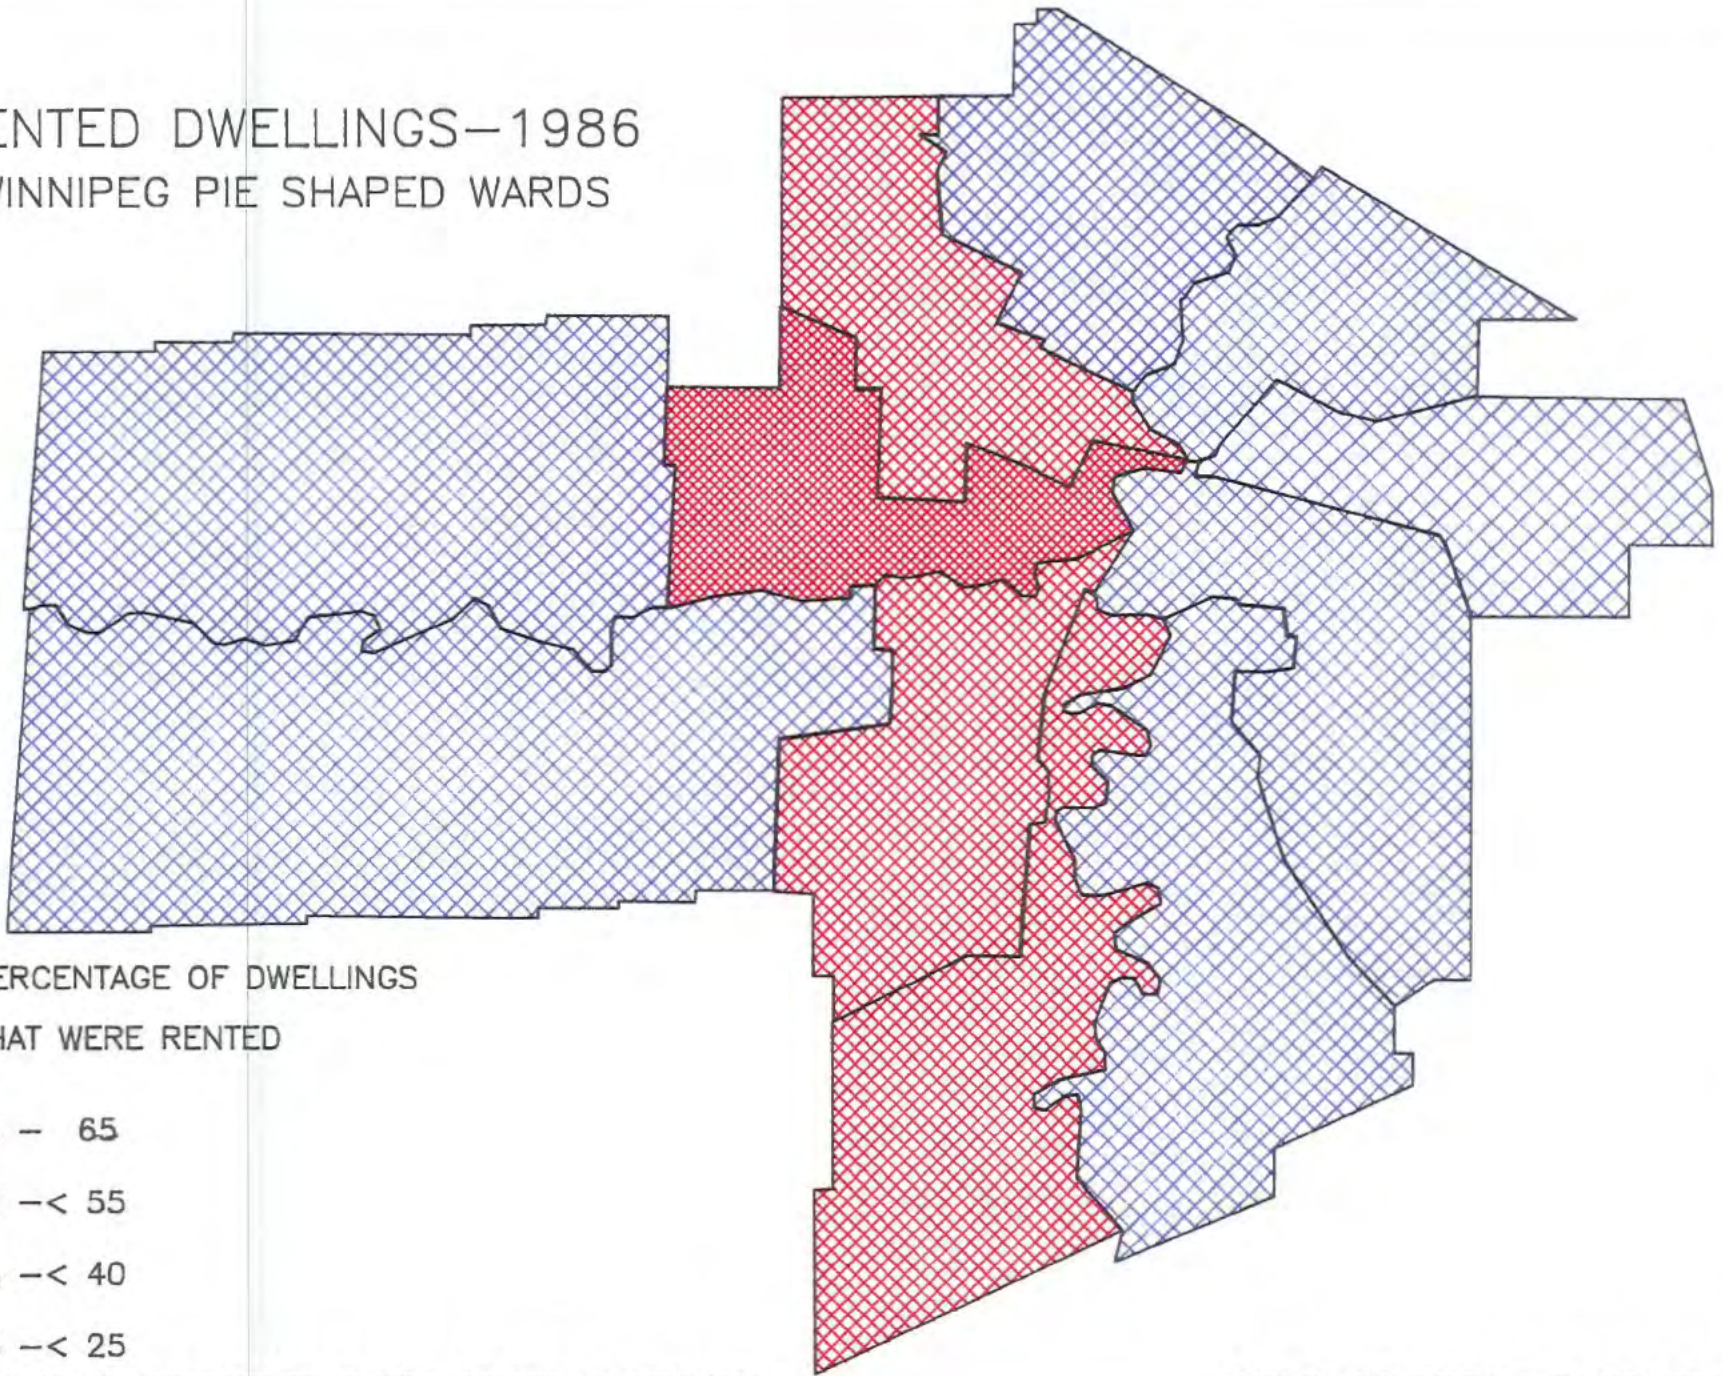 ENTED DWELLINGS-1986
WINNIPEG PIE SHAPED WARDS
ERCENTAGE OF DWELLINGS
HAT WERE RENTED
- 65
-< 55
-< 40
-< 25